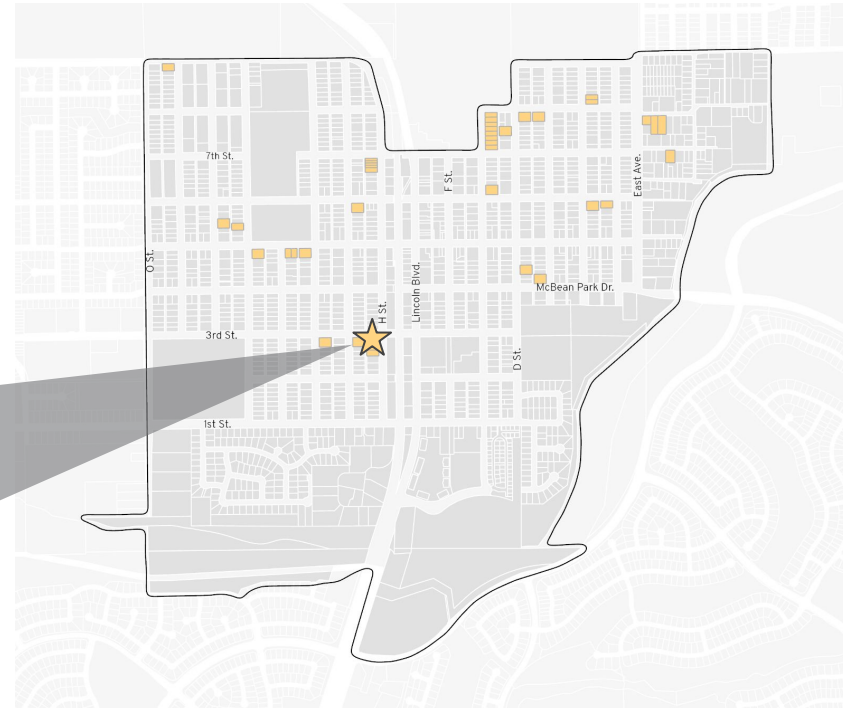 7th St.
F St.
East Ave.
O St.
Lincoln Blvd.
McBean Park Dr.
H St.
3rd St.
D St.
1st St.